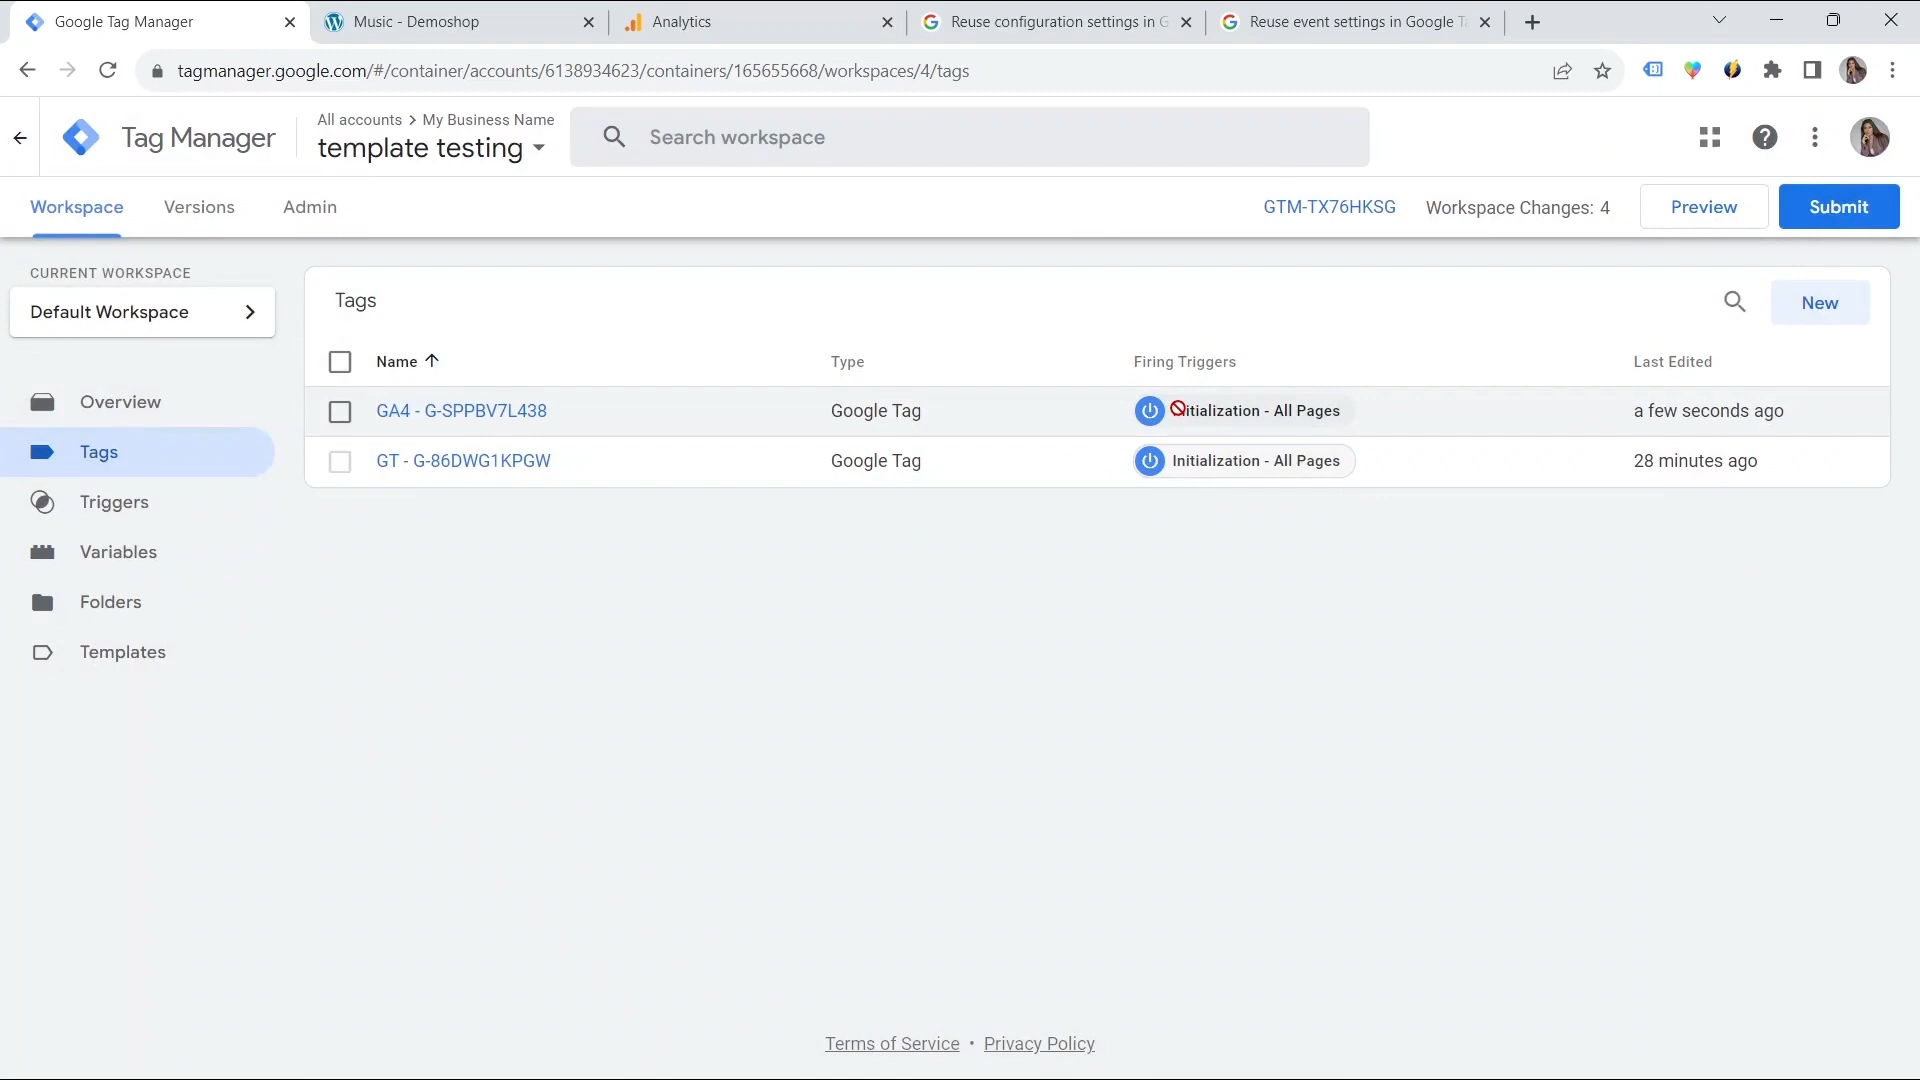 Google Tag Manager
Music - Demoshop
Analytics
Reuse configuration settings in G
Reuse event settings in Google Ta
tagmanager.google.com/#/container/accounts/6138934623/containers/165655668/workspaces/4/tags
Tag Manager
All accounts > My Business Name
template testing
Search workspace
Workspace
Versions
Admin
GTM-TX76HKSG
Workspace Changes: 4
Preview
Submit
CURRENT WORKSPACE
Default Workspace
Overview
Tags
Triggers
Variables
Folders
Templates
Tags
New
Name
Type
Firing Triggers
Last Edited
GA4 - G-SPPBV7L438
Google Tag
Initialization - All Pages
a few seconds ago
GT - G-86DWG1KPGW
Google Tag
Initialization - All Pages
28 minutes ago
Terms of Service • Privacy Policy